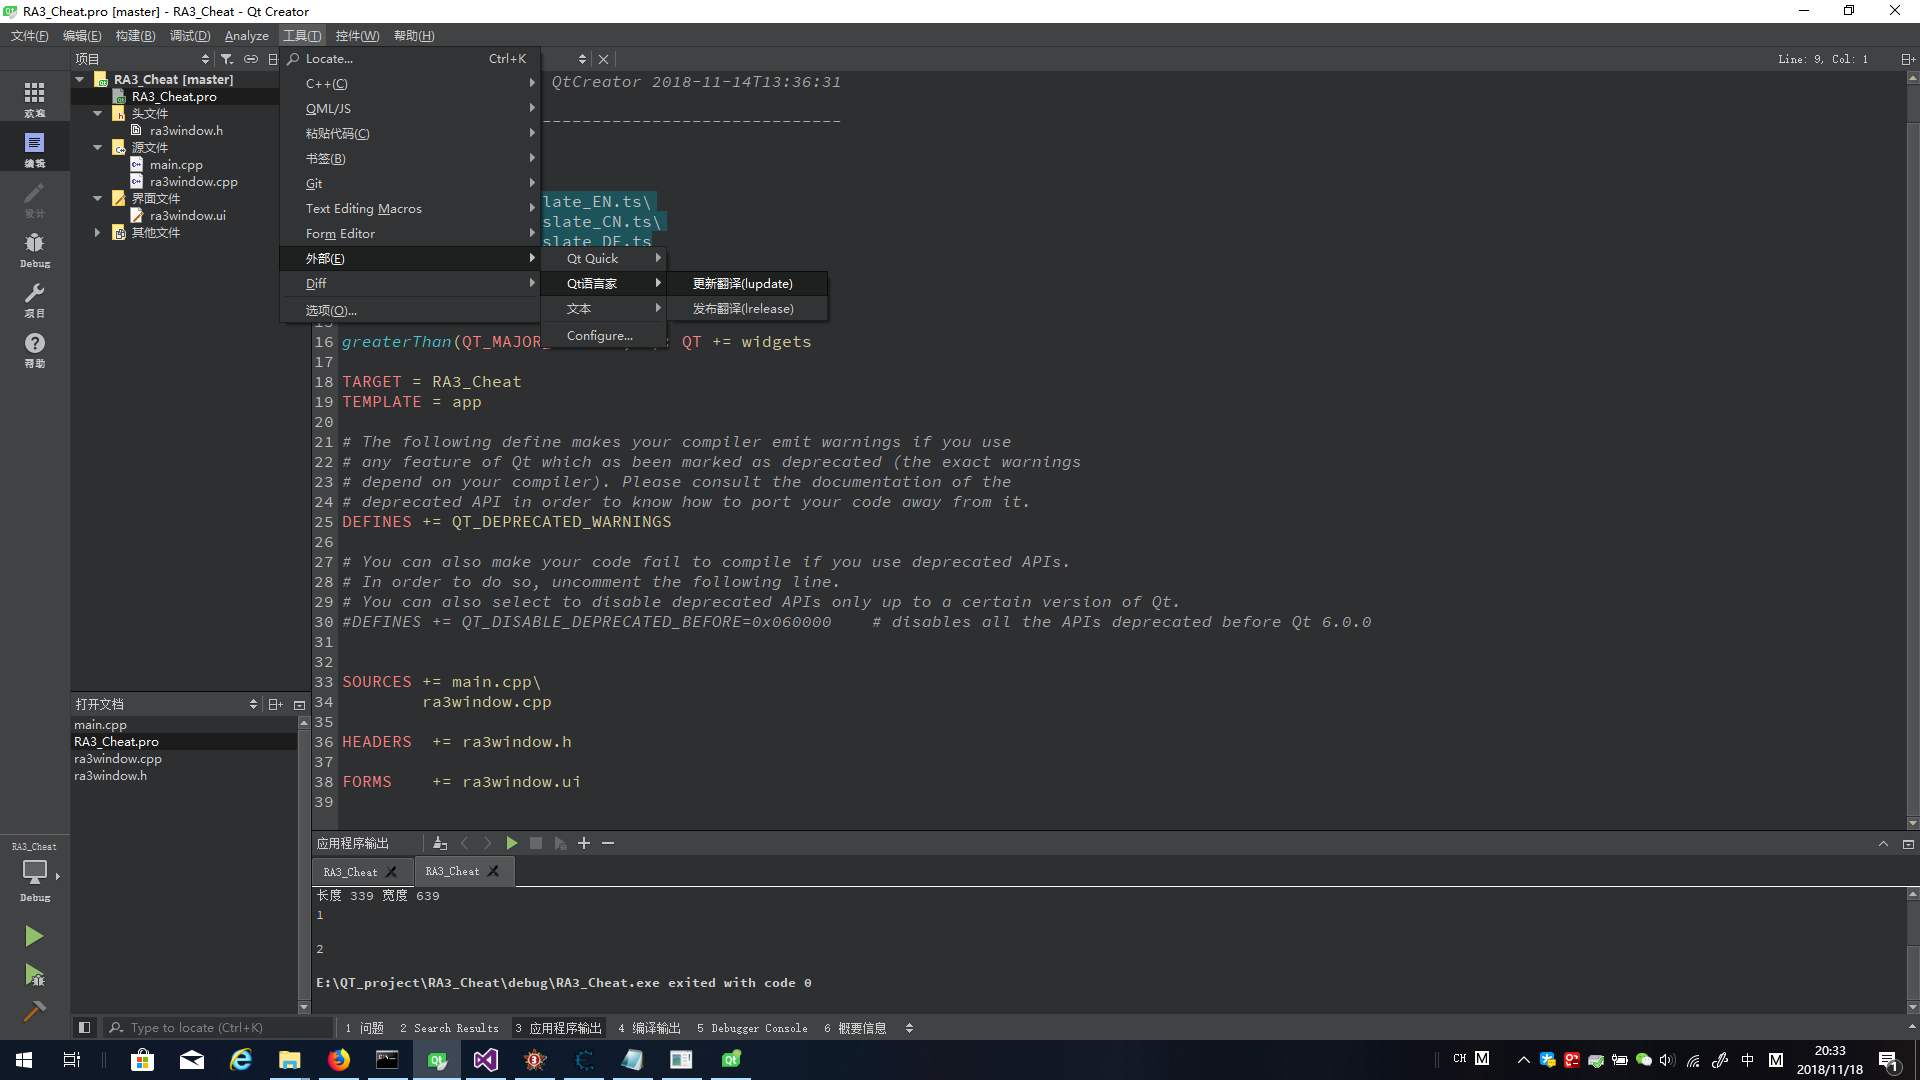 RA3_Cheat.pro [master] - RA3_Cheat - Qt Creator
文件(F) 编辑(E) 构建(B) 调试(D) Analyze 工具(T) 控件(W) 帮助(H)
项目
Line: 9, Col: 1
RA3_Cheat [master]
RA3_Cheat.pro
头文件
ra3window.h
源文件
main.cpp
ra3window.cpp
界面文件
ra3window.ui
其他文件
欢迎
编辑
设计
Debug
项目
帮助
Locate... Ctrl+K
C++(C)
QML/JS
粘贴代码(C)
书签(B)
Git
Text Editing Macros
Form Editor
外部(E)
Diff
选项(O)...
Qt Quick
Qt语言家
文本
Configure...
更新翻译(lupdate)
发布翻译(lrelease)
QtCreator 2018-11-14T13:36:31
------------------------------
late_EN.ts\
slate_CN.ts\
slate_DE.ts
15
16 greaterThan(QT_MAJOR_ : QT += widgets
17
18 TARGET = RA3_Cheat
19 TEMPLATE = app
20
21 # The following define makes your compiler emit warnings if you use
22 # any feature of Qt which as been marked as deprecated (the exact warnings
23 # depend on your compiler). Please consult the documentation of the
24 # deprecated API in order to know how to port your code away from it.
25 DEFINES += QT_DEPRECATED_WARNINGS
26
27 # You can also make your code fail to compile if you use deprecated APIs.
28 # In order to do so, uncomment the following line.
29 # You can also select to disable deprecated APIs only up to a certain version of Qt.
30 #DEFINES += QT_DISABLE_DEPRECATED_BEFORE=0x060000    # disables all the APIs deprecated before Qt 6.0.0
31
32
33 SOURCES += main.cpp\
34         ra3window.cpp
35
36 HEADERS  += ra3window.h
37
38 FORMS    += ra3window.ui
39
打开文档
main.cpp
RA3_Cheat.pro
ra3window.cpp
ra3window.h
RA3_Cheat
Debug
应用程序输出
RA3_Cheat RA3_Cheat
长度 339 宽度 639
1
2
E:\QT_project\RA3_Cheat\debug\RA3_Cheat.exe exited with code 0
Type to locate (Ctrl+K)
1 问题 2 Search Results 3 应用程序输出 4 编译输出 5 Debugger Console 6 概要信息
CH M
中 M
20:33
2018/11/18
1